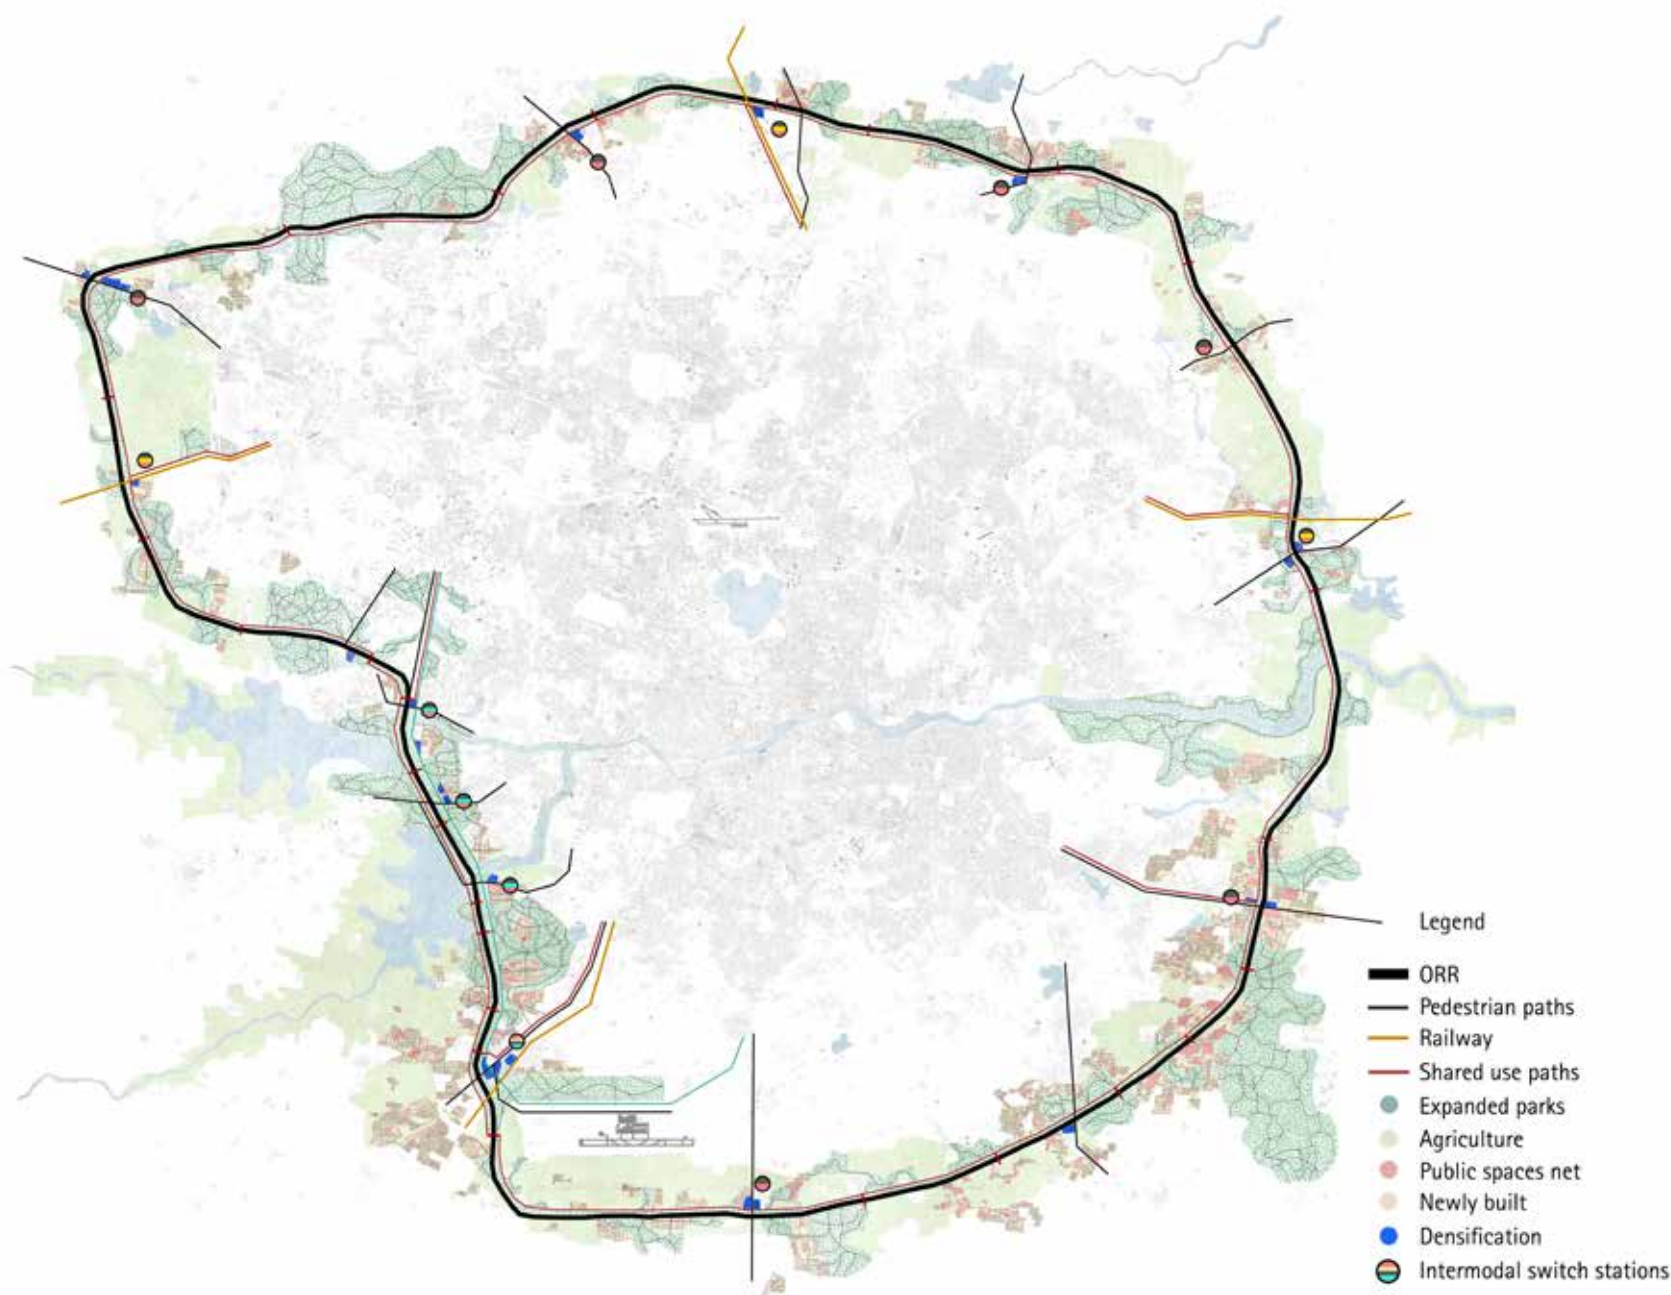 Legend
ORR
Pedestrian paths
Railway
Shared use paths
Expanded parks
Agriculture
Public spaces net
Newly built
Densification
Intermodal switch stations